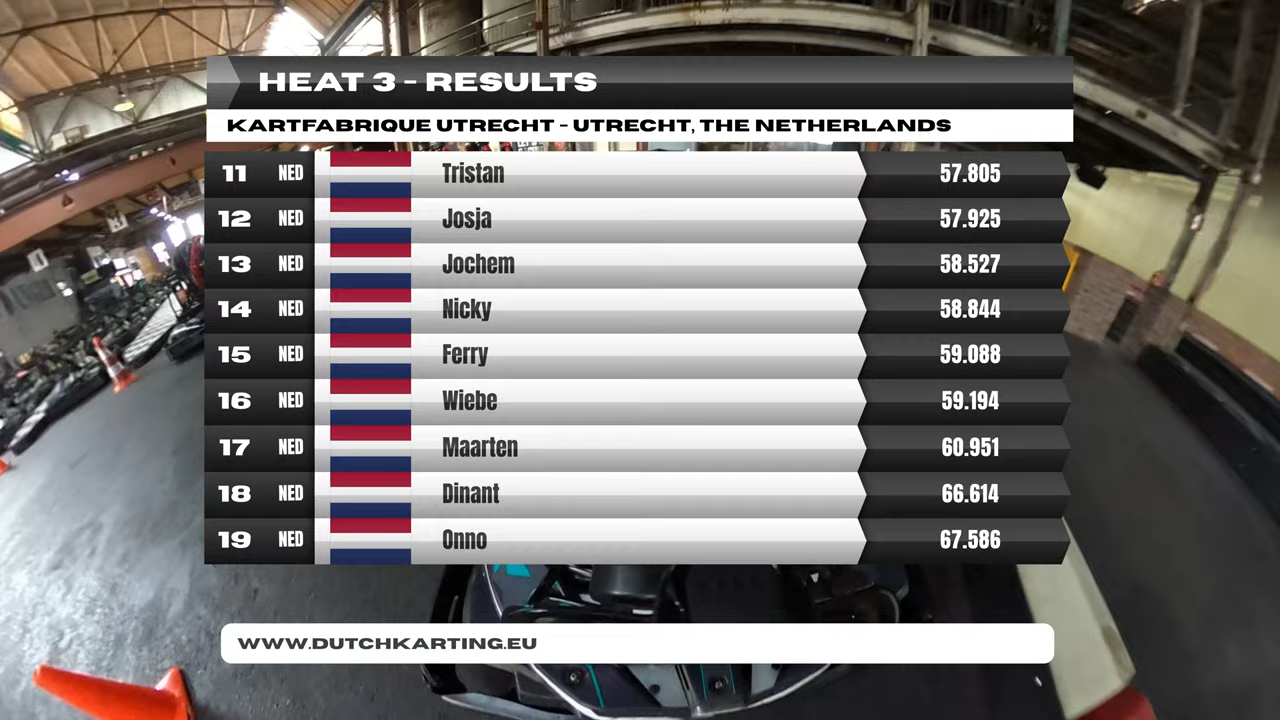 HEAT 3 - RESULTS
KARTFABRIQUE UTRECHT - UTRECHT, THE NETHERLANDS
11 NED Tristan 57.805
12 NED Josja 57.925
13 NED Jochem 58.527
14 NED Nicky 58.844
15 NED Ferry 59.088
16 NED Wiebe 59.194
17 NED Maarten 60.951
18 NED Dinant 66.614
19 NED Onno 67.586
WWW.DUTCHKARTING.EU